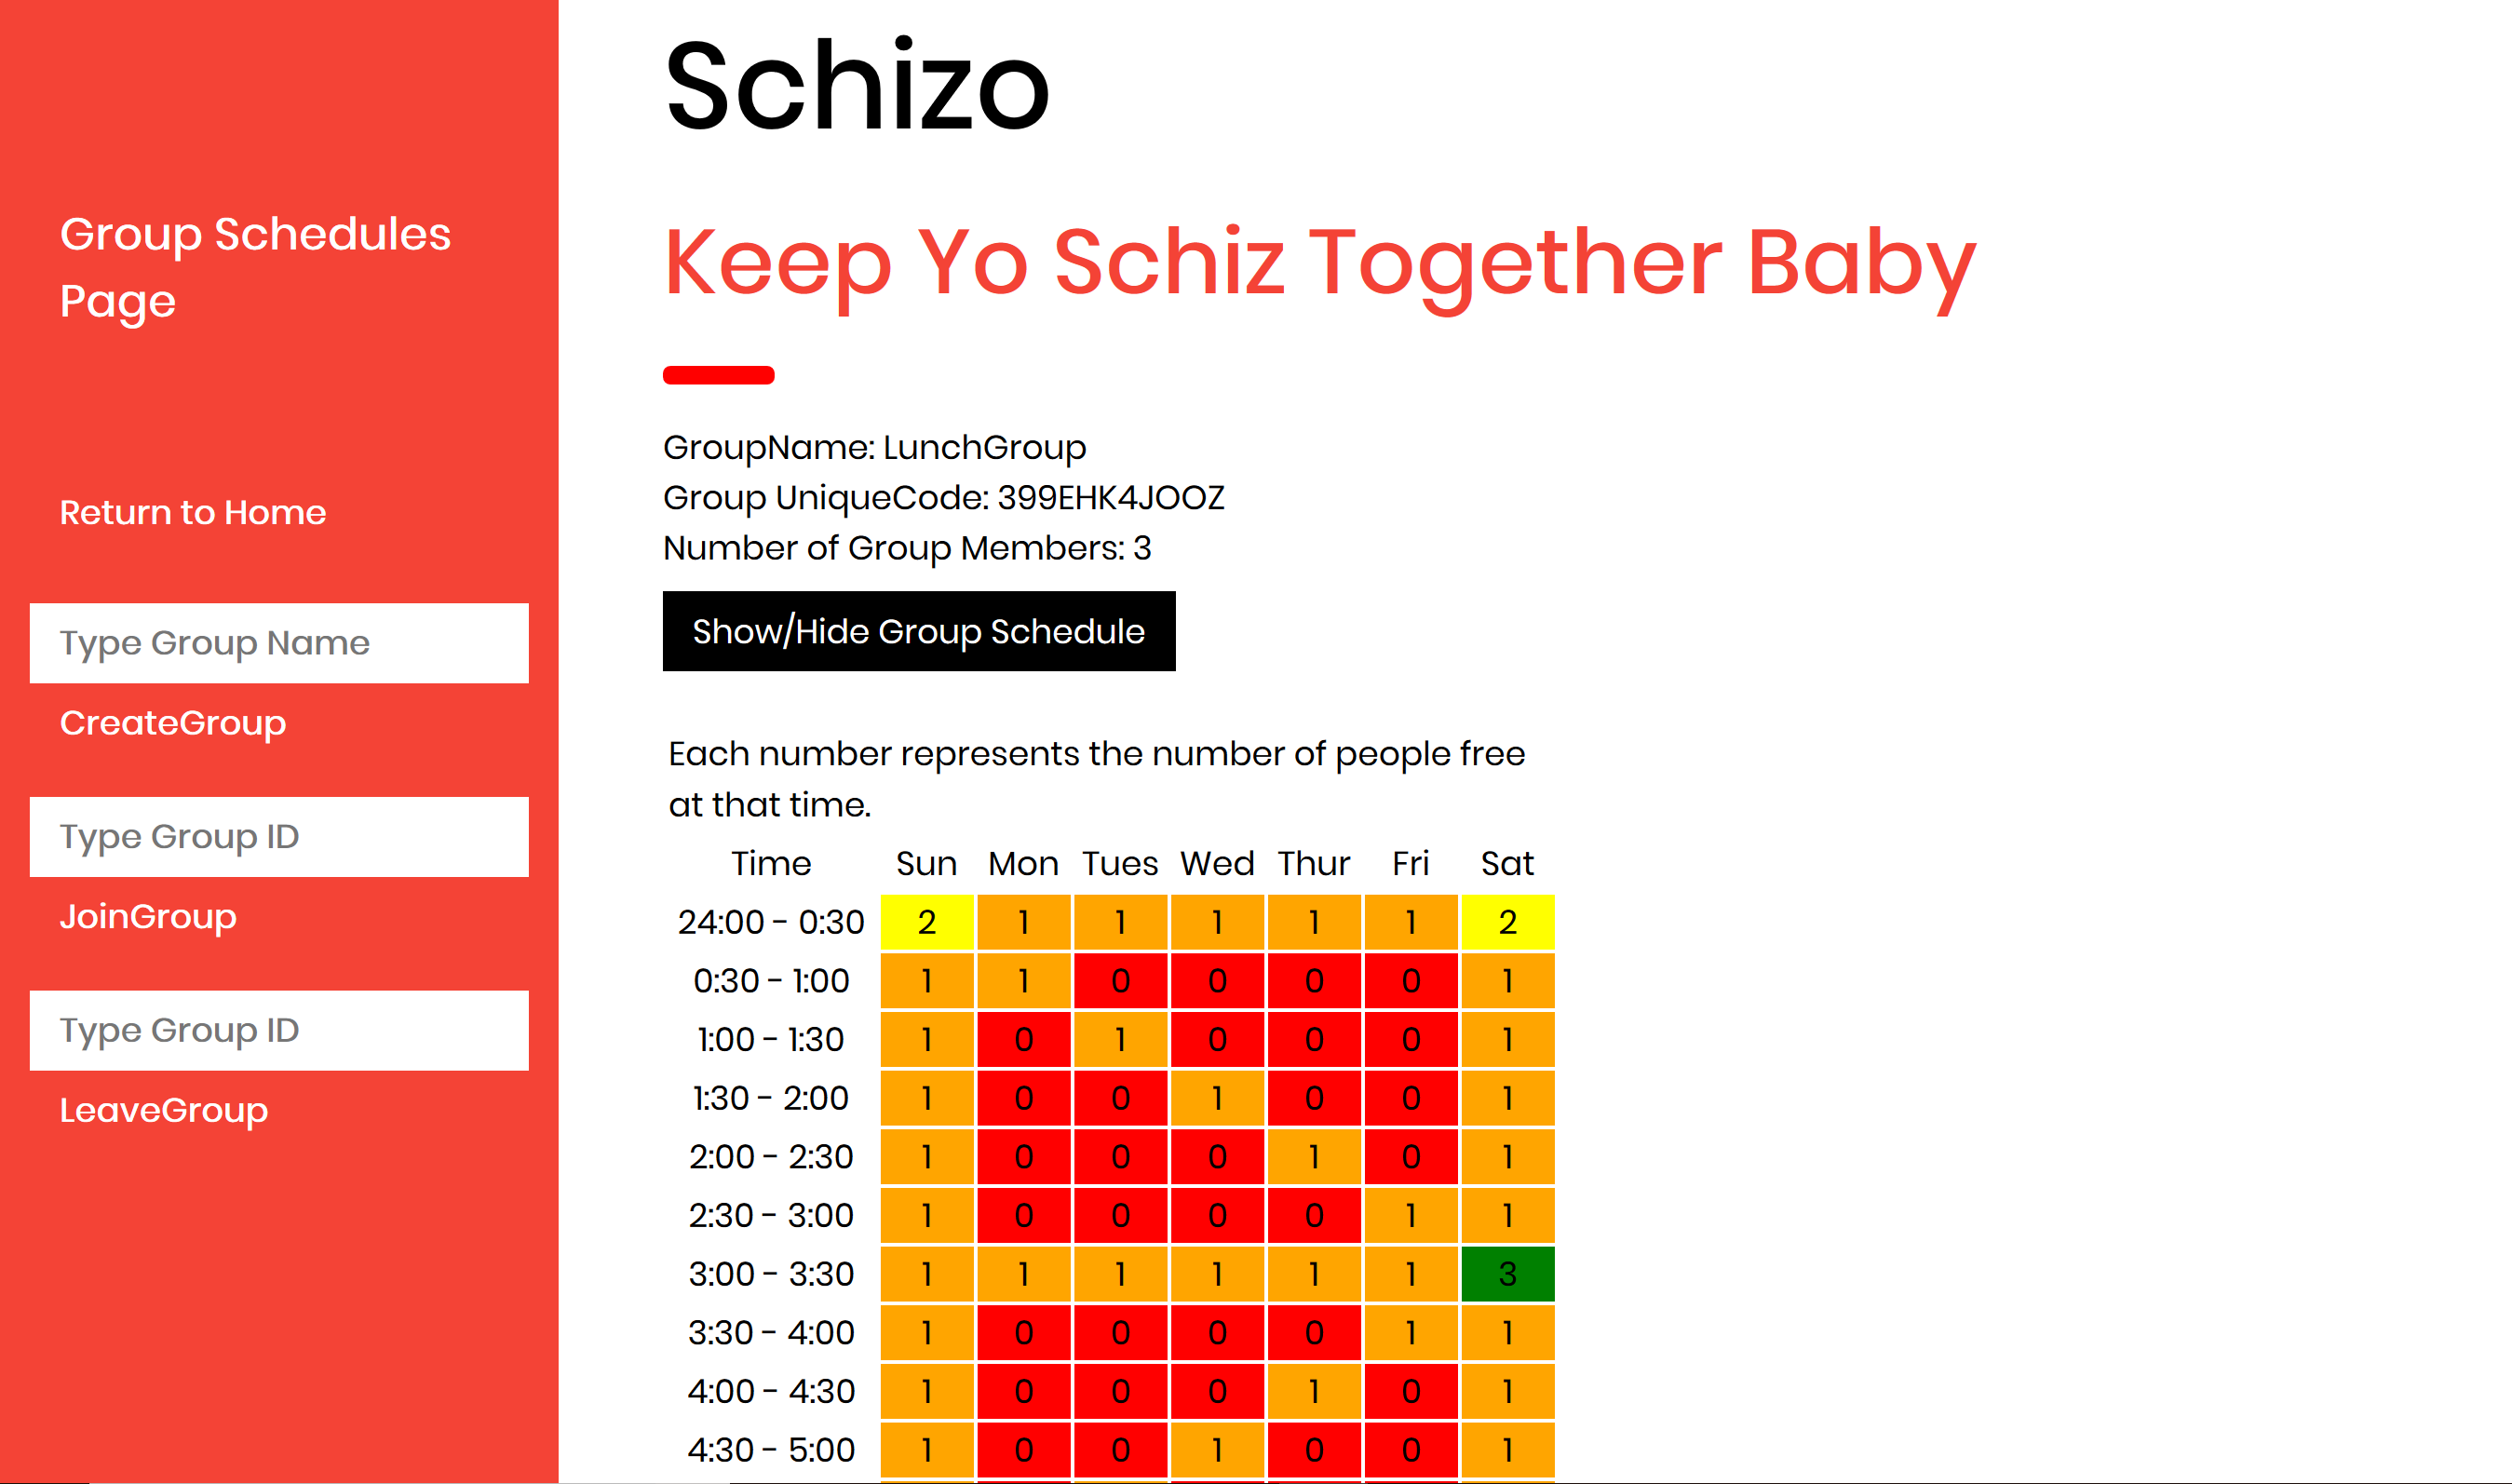 Schizo
Keep Yo Schiz Together Baby
Group Schedules
Page
Return to Home
Type Group Name
CreateGroup
Type Group ID
JoinGroup
Type Group ID
LeaveGroup
GroupName: LunchGroup
Group UniqueCode: 399EHK4JOOZ
Number of Group Members: 3
Show/Hide Group Schedule
Each number represents the number of people free
at that time.
Time Sun Mon Tues Wed Thur Fri Sat
24:00 - 0:30 2 1 1 1 1 1 2
0:30 - 1:00 1 1 0 0 0 0 1
1:00 - 1:30 1 0 1 0 0 0 1
1:30 - 2:00 1 0 0 1 0 0 1
2:00 - 2:30 1 0 0 0 1 0 1
2:30 - 3:00 1 0 0 0 0 1 1
3:00 - 3:30 1 1 1 1 1 1 3
3:30 - 4:00 1 0 0 0 0 1 1
4:00 - 4:30 1 0 0 0 1 0 1
4:30 - 5:00 1 0 0 1 0 0 1